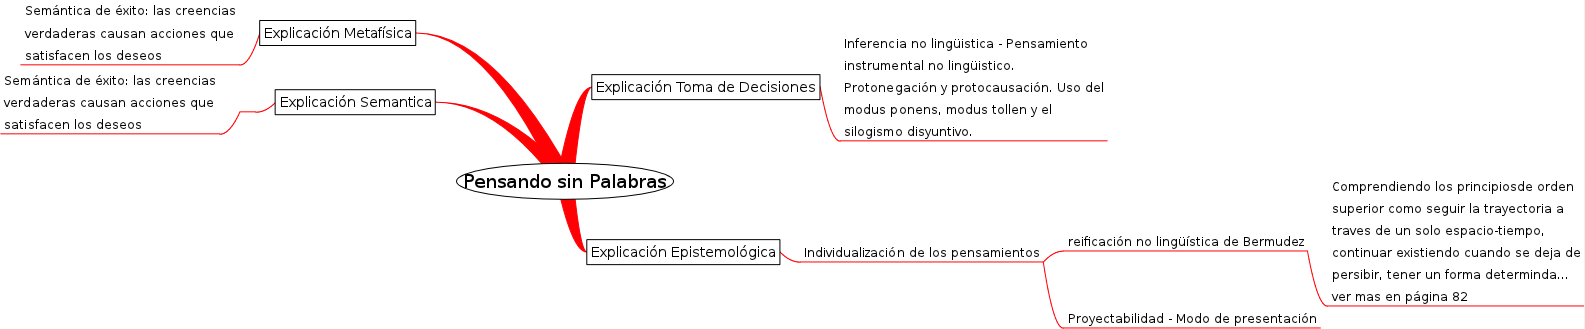 Semántica de éxito: las creencias
verdaderas causan acciones que
satisfacen los deseos
Explicación Metafísica
Semántica de éxito: las creencias
verdaderas causan acciones que
satisfacen los deseos
Explicación Semantica
Inferencia no lingüistica - Pensamiento
instrumental no lingüistico.
Protonegación y protocausación. Uso del
modus ponens, modus tollen y el
silogismo disyuntivo.
Explicación Toma de Decisiones
Pensando sin Palabras
Explicación Epistemológica
Individualización de los pensamientos
reificación no lingüística de Bermudez
Comprendiendo los principiosde orden
superior como seguir la trayectoria a
traves de un solo espacio-tiempo,
continuar existiendo cuando se deja de
persibir, tener un forma determinda...
ver mas en página 82
Proyectabilidad - Modo de presentación